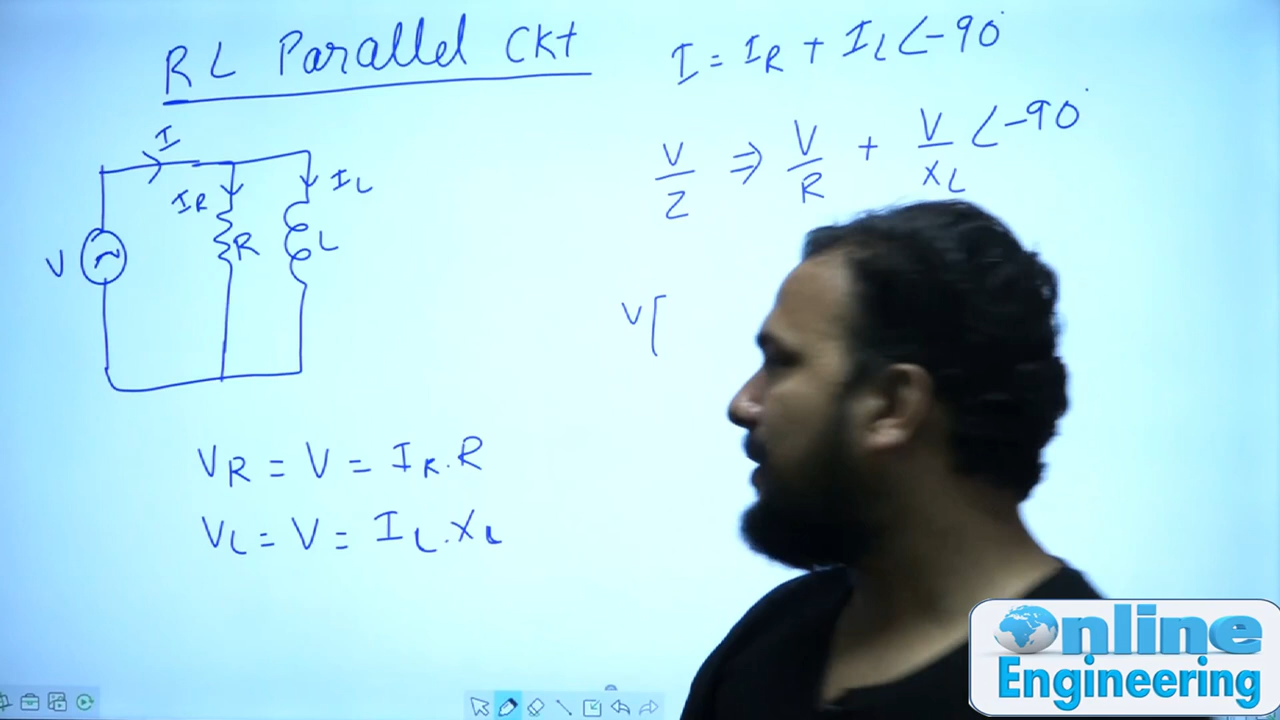 RL Parallel Ckt
I = IR + IL∠-90°
V/Z ⇒ V/R + V/XL ∠-90°
I
IR
IL
V
R
L
V[
VR = V = IR.R
VL = V = IL.XL
Online
Engineering